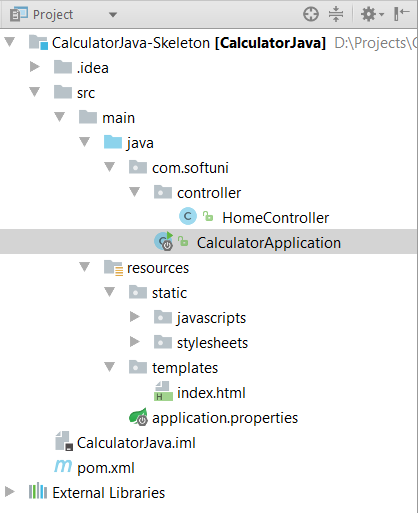 Project
CalculatorJava-Skeleton [CalculatorJava] D:\Projects\
.idea
src
main
java
com.softuni
controller
HomeController
CalculatorApplication
resources
static
javascripts
stylesheets
templates
index.html
application.properties
CalculatorJava.iml
pom.xml
External Libraries